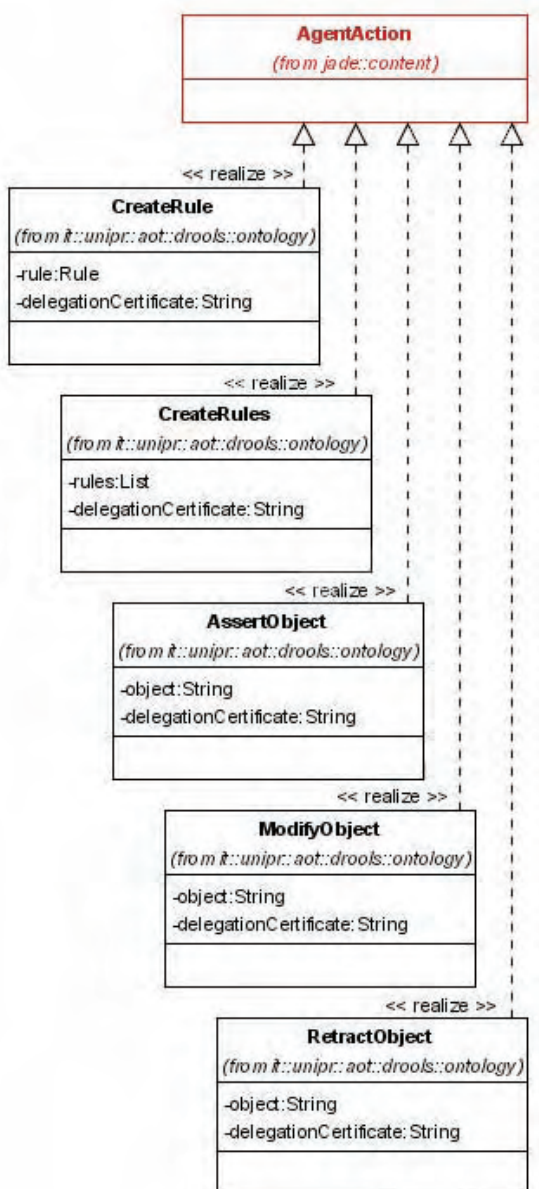 AgentAction
(from jade::content)
<< realize >>
CreateRule
(from it::unipr::aot::drools::ontology)
-rule:Rule
-delegationCertificate:String
<< realize >>
CreateRules
(from it::unipr::aot::drools::ontology)
-rules:List
-delegationCertificate:String
<< realize >>
AssertObject
(from it::unipr::aot::drools::ontology)
-object:String
-delegationCertificate:String
<< realize >>
ModifyObject
(from it::unipr::aot::drools::ontology)
-object:String
-delegationCertificate:String
<< realize >>
RetractObject
(from it::unipr::aot::drools::ontology)
-object:String
-delegationCertificate:String